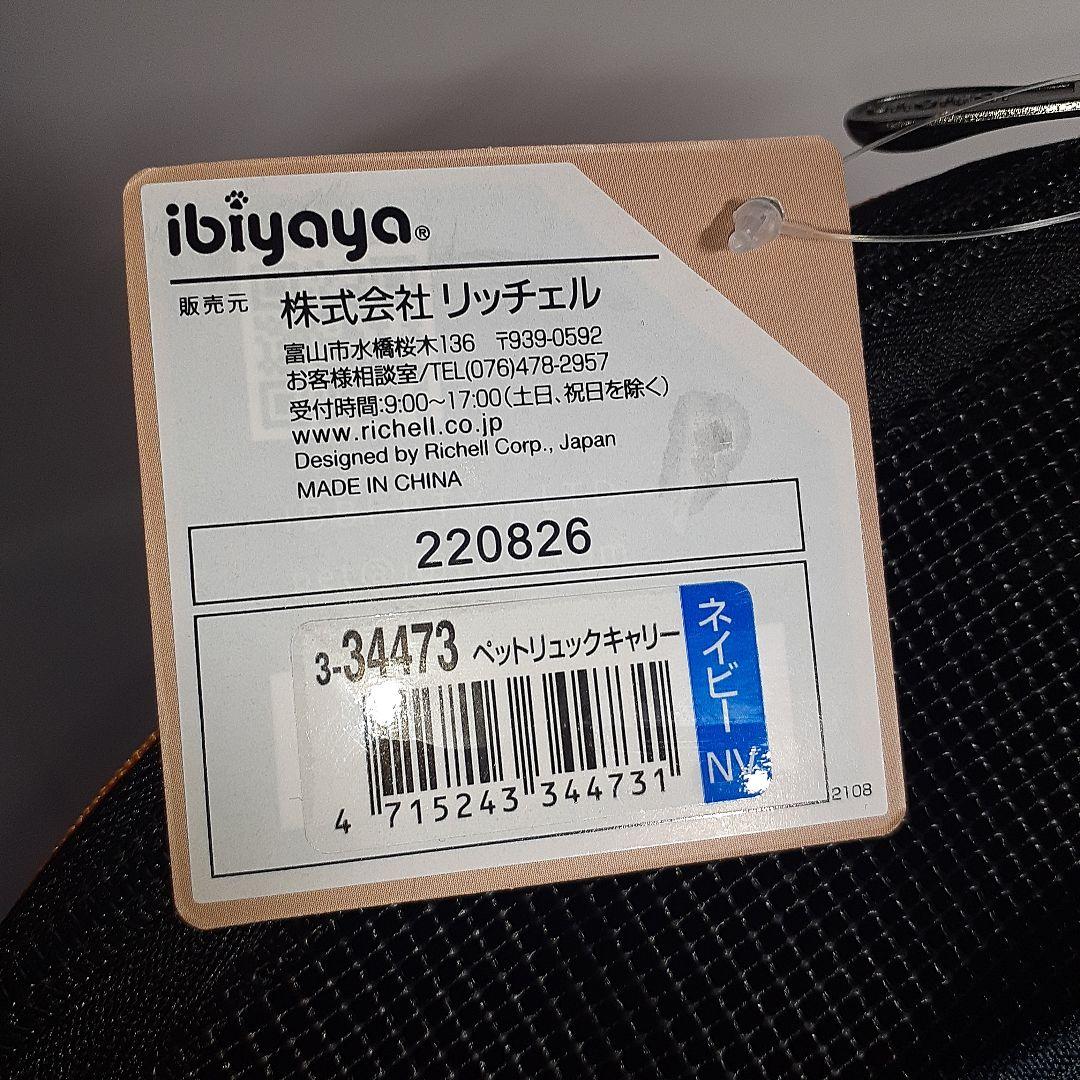 ibiyaya®
販売元 株式会社 リッチェル
富山市水橋桜木136 〒939-0592
お客様相談室/TEL(076)478-2957
受付時間:9:00～17:00(土日、祝日を除く)
www.richell.co.jp
Designed by Richell Corp., Japan
MADE IN CHINA
220826
3-34473 ペットリュックキャリー
ネイビー
NV
4 715243 344731
2108